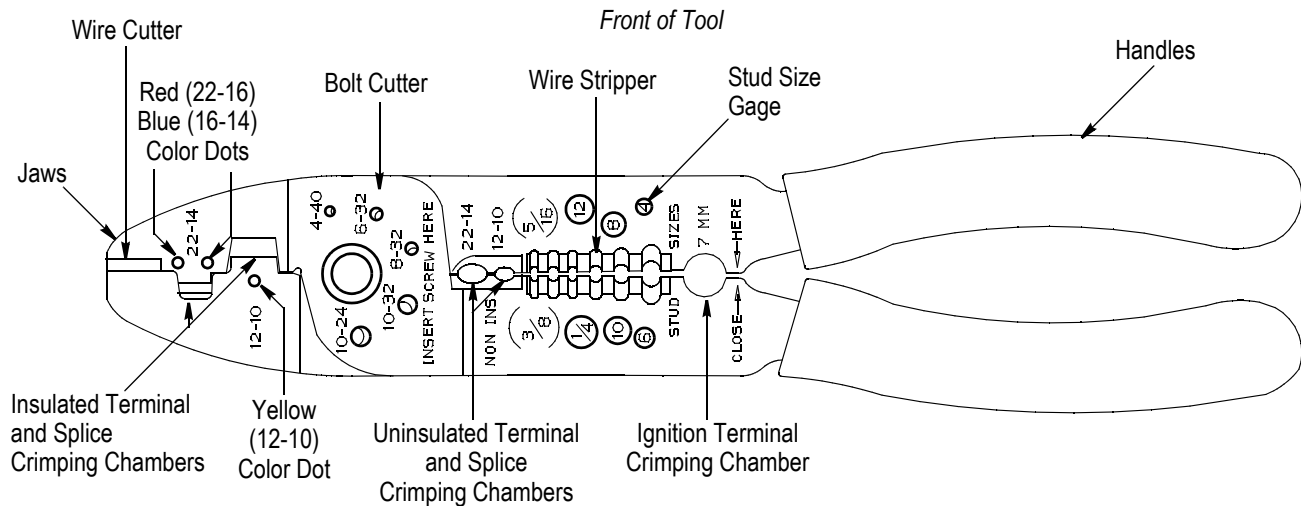 Front of Tool
Wire Cutter
Red (22-16)
Blue (16-14)
Color Dots
Bolt Cutter
Wire Stripper
Stud Size
Gage
Handles
Jaws
22-14
12-10
4-40
6-32
8-32
10-32
10-24
INSERT SCREW HERE
22-14
12-10
NON INS
5/16
12
8
4
3/8
1/4
10
6
STUD SIZES
7 MM
CLOSE HERE
Insulated Terminal
and Splice
Crimping Chambers
Yellow
(12-10)
Color Dot
Uninsulated Terminal
and Splice
Crimping Chambers
Ignition Terminal
Crimping Chamber